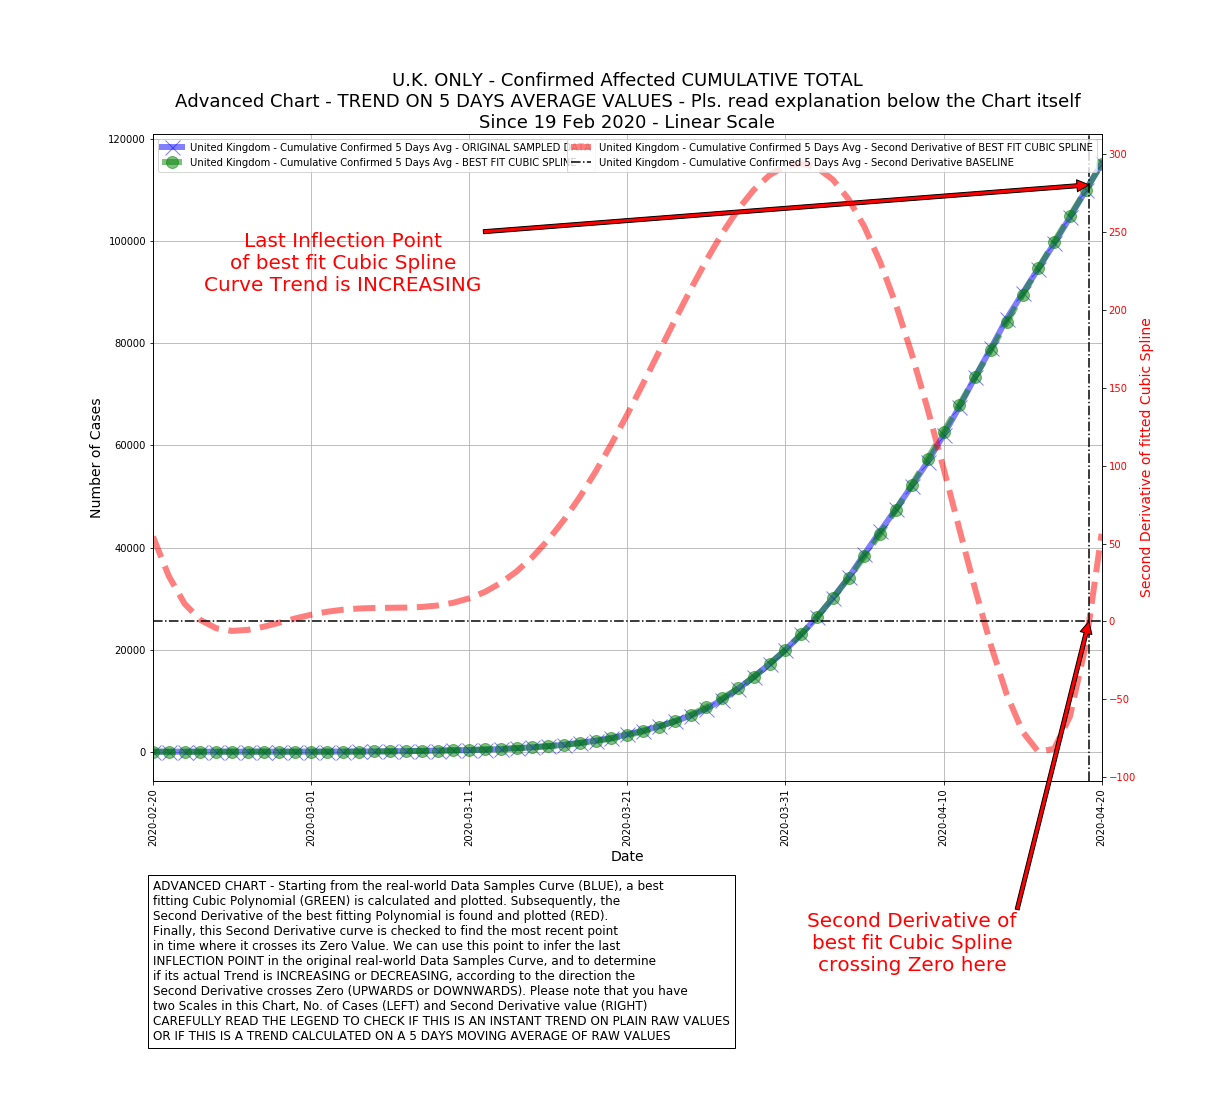 U.K. ONLY - Confirmed Affected CUMULATIVE TOTAL
Advanced Chart - TREND ON 5 DAYS AVERAGE VALUES - Pls. read explanation below the Chart itself
Since 19 Feb 2020 - Linear Scale
United Kingdom - Cumulative Confirmed 5 Days Avg - ORIGINAL SAMPLED
United Kingdom - Cumulative Confirmed 5 Days Avg - BEST FIT CUBIC
United Kingdom - Cumulative Confirmed 5 Days Avg - Second Derivative of BEST FIT CUBIC SPLINE
United Kingdom - Cumulative Confirmed 5 Days Avg - Second Derivative BASELINE
Last Inflection Point
of best fit Cubic Spline
Curve Trend is INCREASING
Number of Cases
120000
100000
80000
60000
40000
20000
0
300
250
200
150
100
50
0
−50
−100
Second Derivative of fitted Cubic Spline
2020-02-20
2020-03-01
2020-03-11
2020-03-21
2020-03-31
2020-04-10
2020-04-20
Date
ADVANCED CHART - Starting from the real-world Data Samples Curve (BLUE), a best
fitting Cubic Polynomial (GREEN) is calculated and plotted. Subsequently, the
Second Derivative of the best fitting Polynomial is found and plotted (RED).
Finally, this Second Derivative curve is checked to find the most recent point
in time where it crosses its Zero Value. We can use this point to infer the last
INFLECTION POINT in the original real-world Data Samples Curve, and to determine
if its actual Trend is INCREASING or DECREASING, according to the direction the
Second Derivative crosses Zero (UPWARDS or DOWNWARDS). Please note that you have
two Scales in this Chart, No. of Cases (LEFT) and Second Derivative value (RIGHT)
CAREFULLY READ THE LEGEND TO CHECK IF THIS IS AN INSTANT TREND ON PLAIN RAW VALUES
OR IF THIS IS A TREND CALCULATED ON A 5 DAYS MOVING AVERAGE OF RAW VALUES
Second Derivative of
best fit Cubic Spline
crossing Zero here